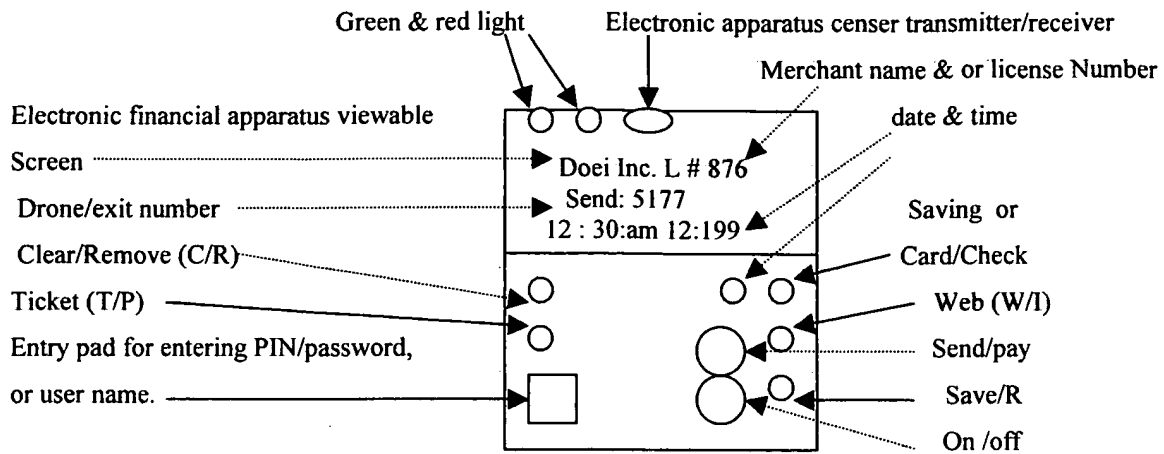 Green & red light
Electronic apparatus censer transmitter/receiver
Merchant name & or license Number
Electronic financial apparatus viewable
date & time
Screen
Doei Inc. L # 876
Drone/exit number
Send: 5177
Saving or
12 : 30:am 12:199
Clear/Remove (C/R)
Card/Check
Ticket (T/P)
Web (W/I)
Entry pad for entering PIN/password,
Send/pay
or user name.
Save/R
On /off